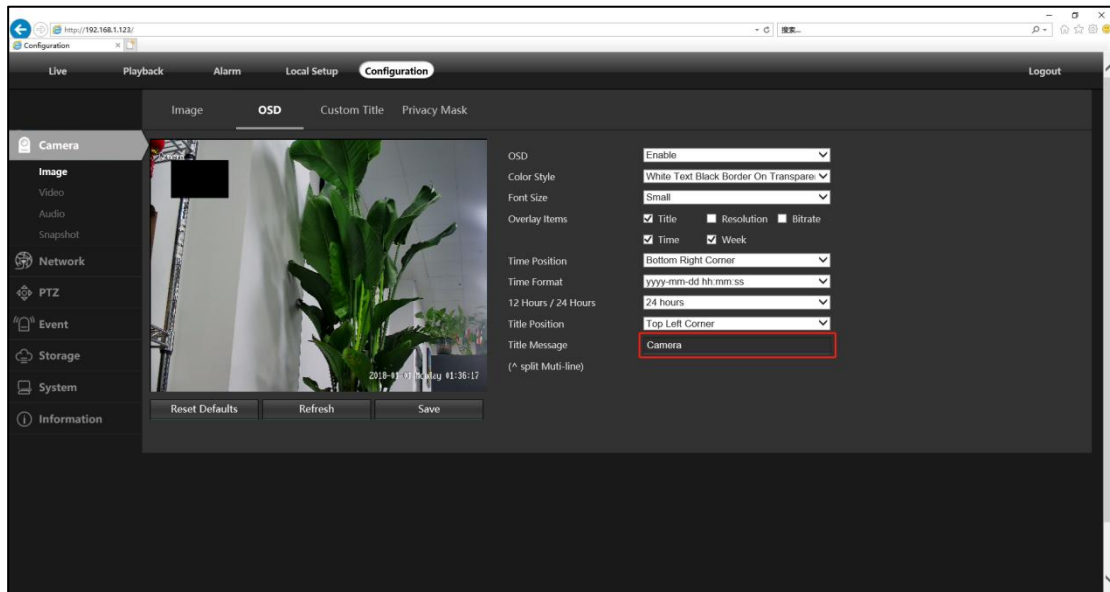 http://192.168.1.123/
搜索...
Configuration
Live Playback Alarm Local Setup Configuration Logout
Image OSD Custom Title Privacy Mask
Camera
Image
Video
Audio
Snapshot
Network
PTZ
Event
Storage
System
Information
OSD Enable
Color Style White Text Black Border On Transpare
Font Size Small
Overlay Items Title Resolution Bitrate
Time Week
Time Position Bottom Right Corner
Time Format yyyy-mm-dd hh:mm:ss
12 Hours / 24 Hours 24 hours
Title Position Top Left Corner
Title Message Camera
(^ split Muti-line)
01:36:17
Reset Defaults Refresh Save